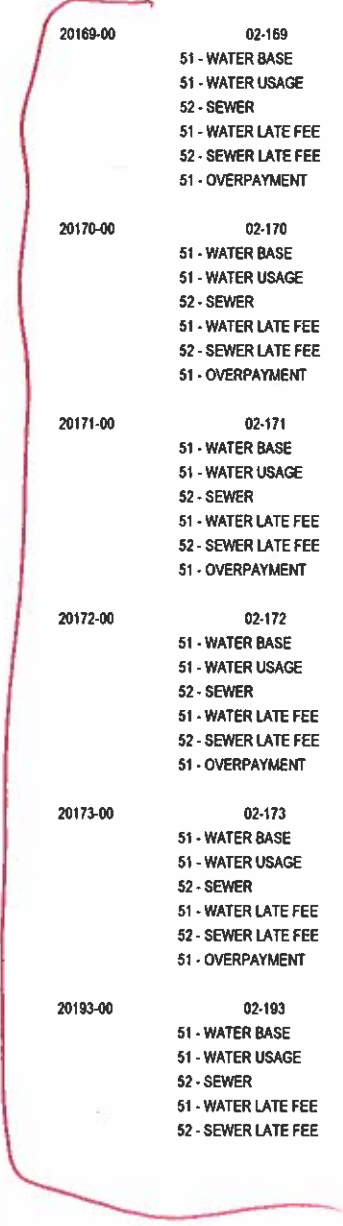 20169-00 02-169
51 - WATER BASE
51 - WATER USAGE
52 - SEWER
51 - WATER LATE FEE
52 - SEWER LATE FEE
51 - OVERPAYMENT
20170-00 02-170
51 - WATER BASE
51 - WATER USAGE
52 - SEWER
51 - WATER LATE FEE
52 - SEWER LATE FEE
51 - OVERPAYMENT
20171-00 02-171
51 - WATER BASE
51 - WATER USAGE
52 - SEWER
51 - WATER LATE FEE
52 - SEWER LATE FEE
51 - OVERPAYMENT
20172-00 02-172
51 - WATER BASE
51 - WATER USAGE
52 - SEWER
51 - WATER LATE FEE
52 - SEWER LATE FEE
51 - OVERPAYMENT
20173-00 02-173
51 - WATER BASE
51 - WATER USAGE
52 - SEWER
51 - WATER LATE FEE
52 - SEWER LATE FEE
51 - OVERPAYMENT
20193-00 02-193
51 - WATER BASE
51 - WATER USAGE
52 - SEWER
51 - WATER LATE FEE
52 - SEWER LATE FEE